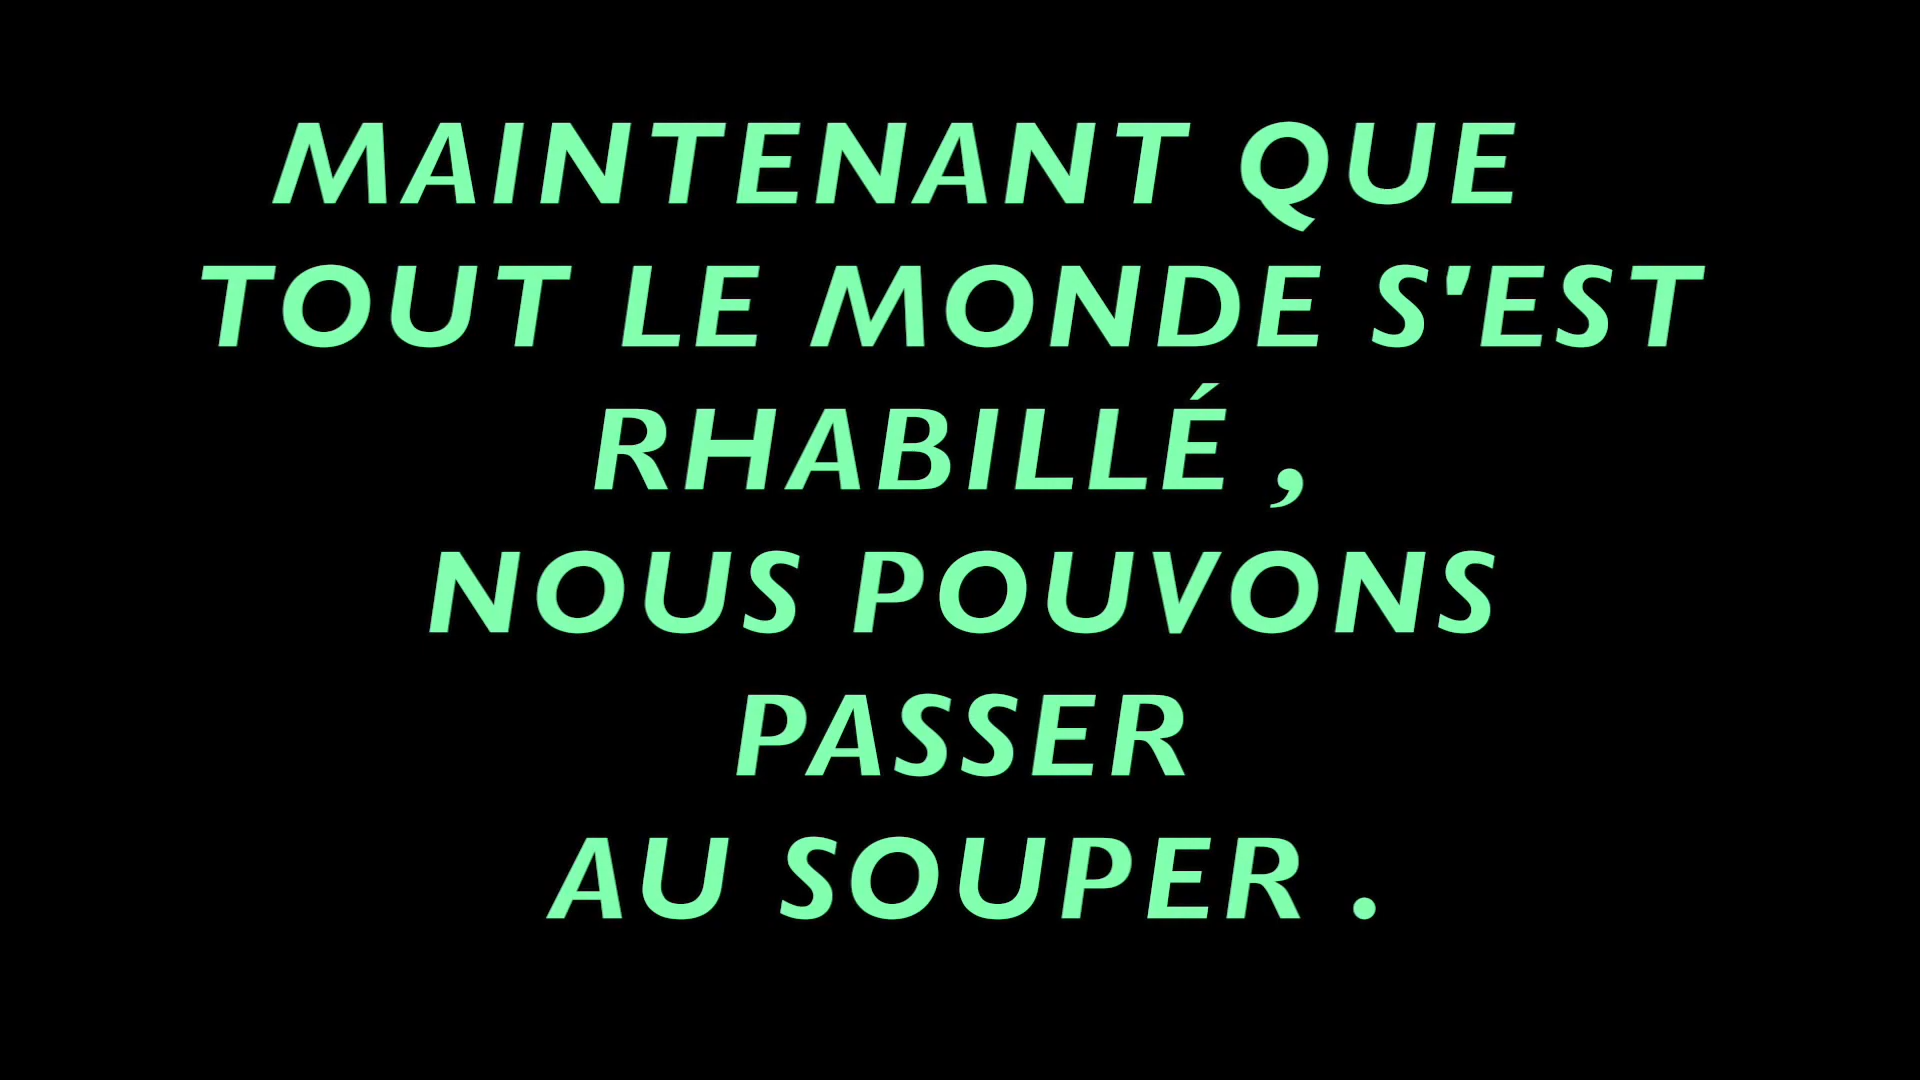 MAINTENANT QUE
TOUT LE MONDE S'EST
RHABILLÉ ,
NOUS POUVONS
PASSER
AU SOUPER .